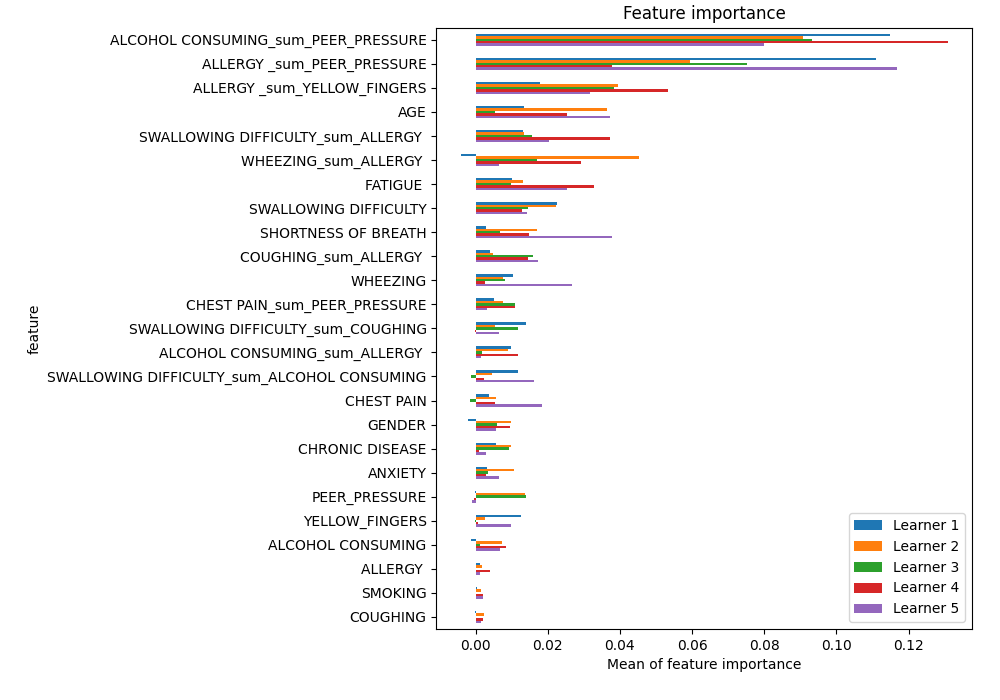 Feature importance
ALCOHOL CONSUMING_sum_PEER_PRESSURE
ALLERGY _sum_PEER_PRESSURE
ALLERGY _sum_YELLOW_FINGERS
AGE
SWALLOWING DIFFICULTY_sum_ALLERGY
WHEEZING_sum_ALLERGY
FATIGUE
SWALLOWING DIFFICULTY
SHORTNESS OF BREATH
COUGHING_sum_ALLERGY
WHEEZING
CHEST PAIN_sum_PEER_PRESSURE
SWALLOWING DIFFICULTY_sum_COUGHING
ALCOHOL CONSUMING_sum_ALLERGY
SWALLOWING DIFFICULTY_sum_ALCOHOL CONSUMING
CHEST PAIN
GENDER
CHRONIC DISEASE
ANXIETY
PEER_PRESSURE
YELLOW_FINGERS
ALCOHOL CONSUMING
ALLERGY
SMOKING
COUGHING
feature
Learner 1
Learner 2
Learner 3
Learner 4
Learner 5
0.00 0.02 0.04 0.06 0.08 0.10 0.12
Mean of feature importance